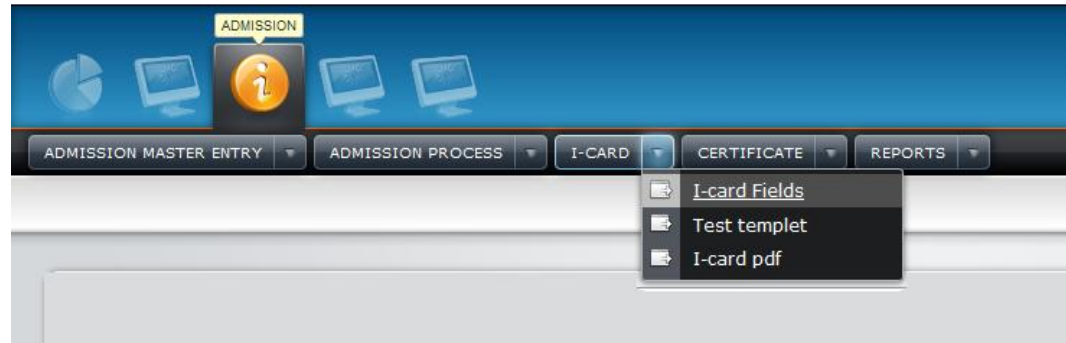 ADMISSION
ADMISSION MASTER ENTRY ADMISSION PROCESS I-CARD CERTIFICATE REPORTS
I-card Fields
Test templet
I-card pdf